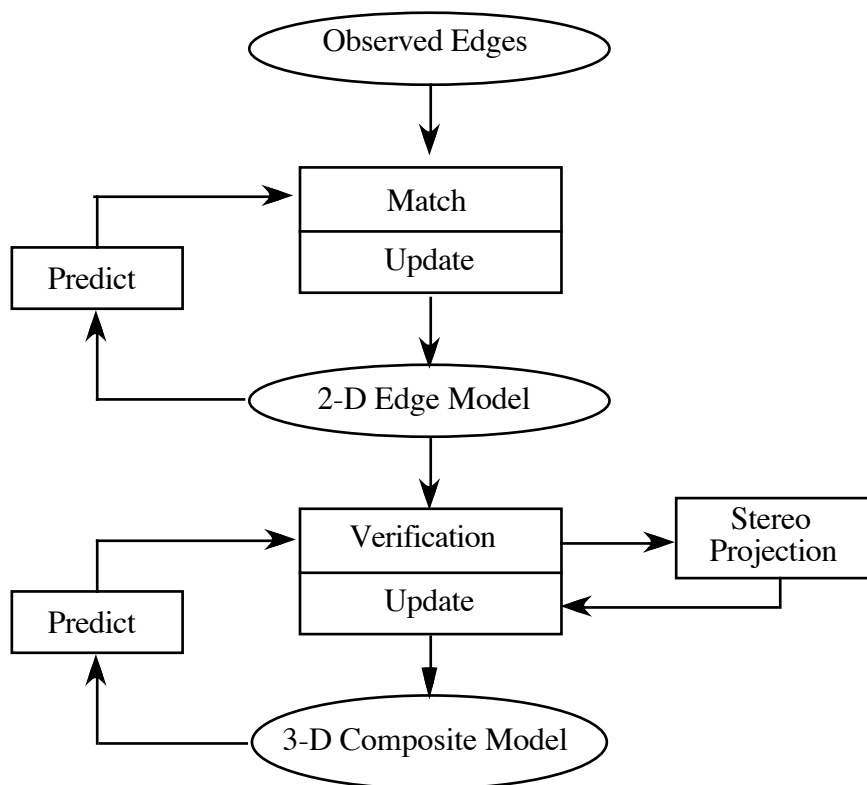 Observed Edges
Match
Predict
Update
2-D Edge Model
Verification
Stereo
Projection
Predict
Update
3-D Composite Model